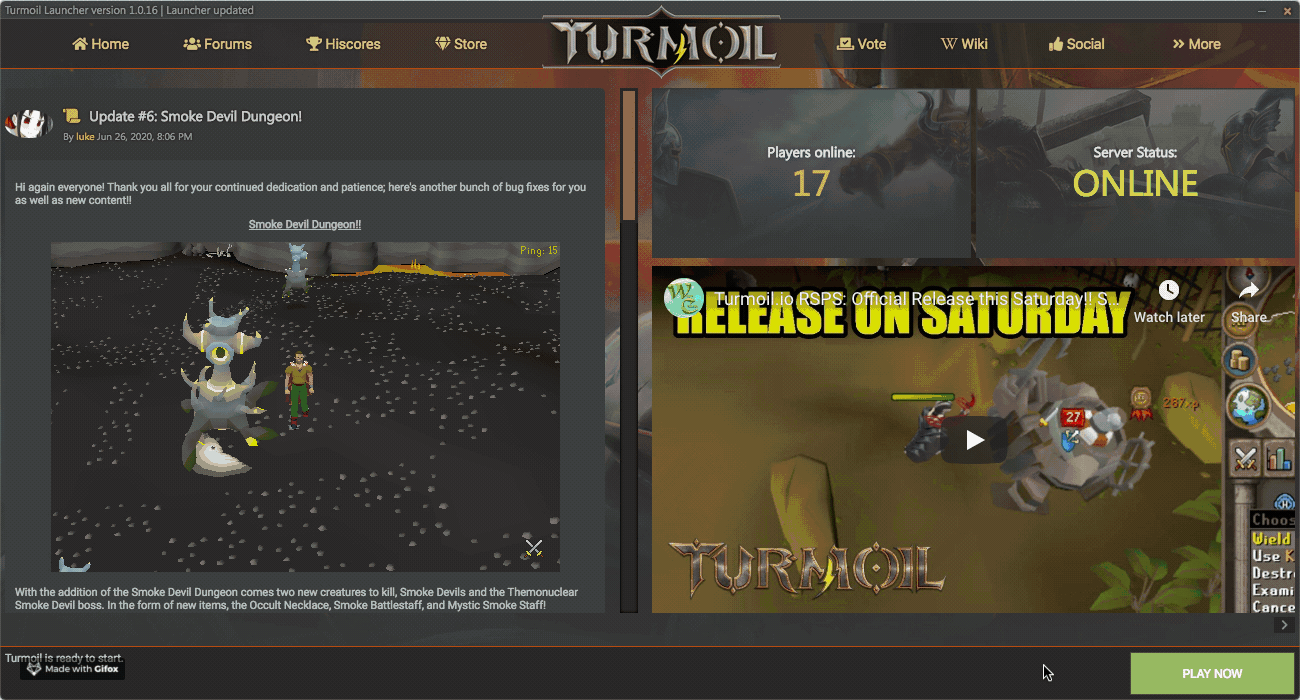 Turmoil Launcher version 1.0.16 | Launcher updated
Home
Forums
Hiscores
Store
TURMOIL
Vote
Wiki
Social
More
Update #6: Smoke Devil Dungeon!
By luke Jun 26, 2020, 8:06 PM
Hi again everyone! Thank you all for your continued dedication and patience; here's another bunch of bug fixes for you
as well as new content!!
Smoke Devil Dungeon!!
Ping: 15
With the addition of the Smoke Devil Dungeon comes two new creatures to kill, Smoke Devils and the Themonuclear
Smoke Devil boss. In the form of new items, the Occult Necklace, Smoke Battlestaff, and Mystic Smoke Staff!
Players online:
17
Server Status:
ONLINE
Turmoil.io RSPS: Official Release this Saturday!! S...
Watch later
Share
RELEASE ON SATURDAY
27
TURMOIL
Choos
Wield
Use K
Destr
Exami
Cance
Turmoil is ready to start.
Made with Gifox
PLAY NOW